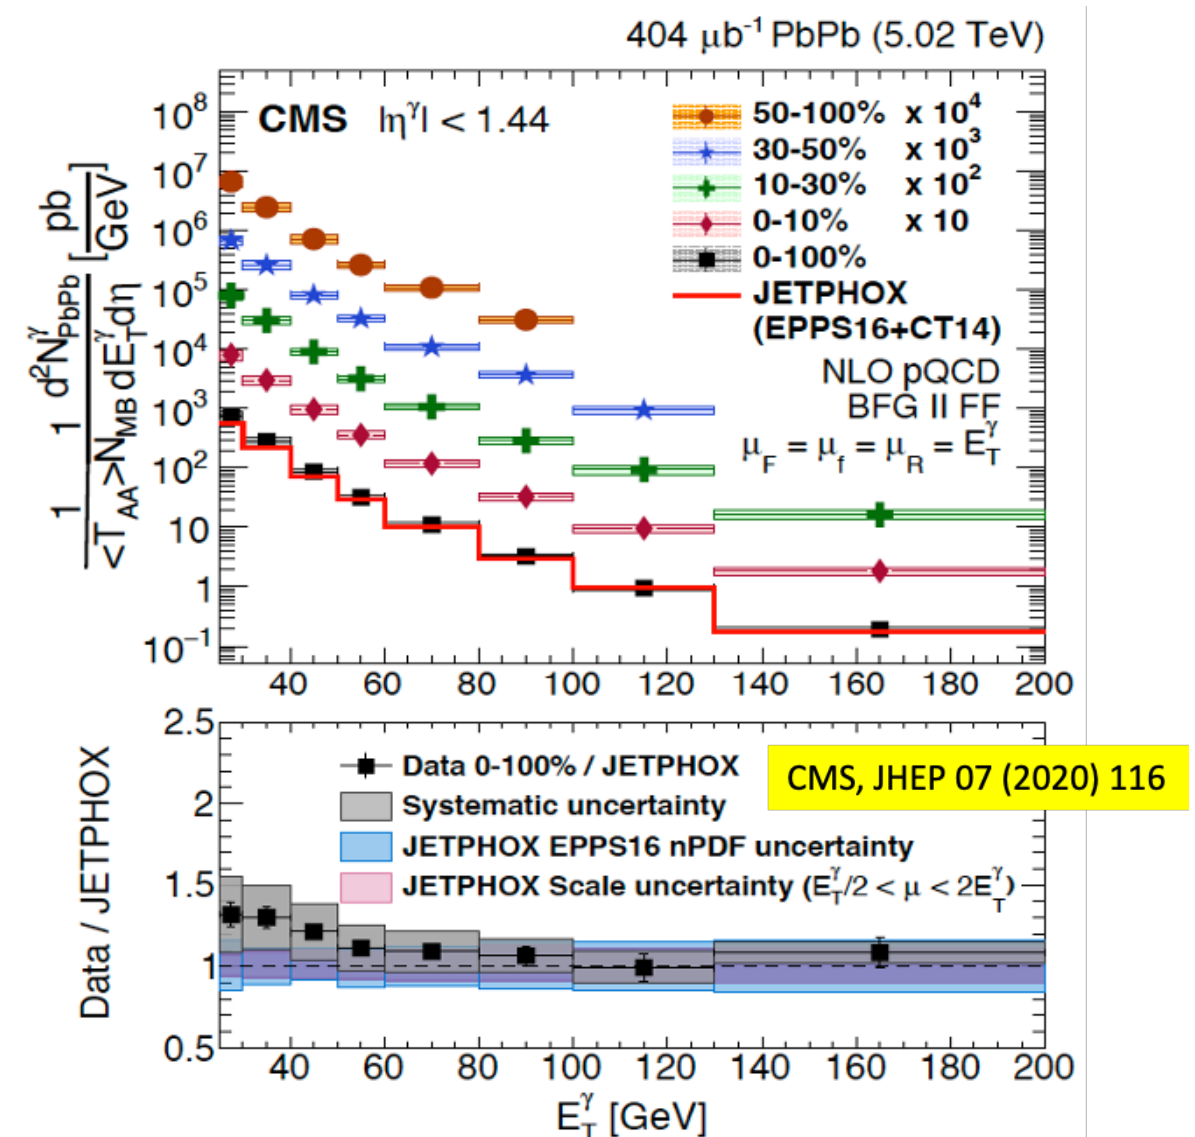 404 μb⁻¹ PbPb (5.02 TeV)
CMS |η^γ| < 1.44
50-100% x 10⁴
30-50% x 10³
10-30% x 10²
0-10% x 10
0-100%
JETPHOX
(EPPS16+CT14)
NLO pQCD
BFG II FF
μ_F = μ_f = μ_R = E_T^γ
1/<T_AA> 1/N_MB d²N^γ_PbPb/dE_T^γ dη [pb/GeV]
10⁸
10⁷
10⁶
10⁵
10⁴
10³
10²
10
1
10⁻¹
40 60 80 100 120 140 160 180 200
Data / JETPHOX
2.5
2
1.5
1
0.5
Data 0-100% / JETPHOX
Systematic uncertainty
JETPHOX EPPS16 nPDF uncertainty
JETPHOX Scale uncertainty (E_T^γ/2 < μ < 2E_T^γ)
CMS, JHEP 07 (2020) 116
40 60 80 100 120 140 160 180 200
E_T^γ [GeV]